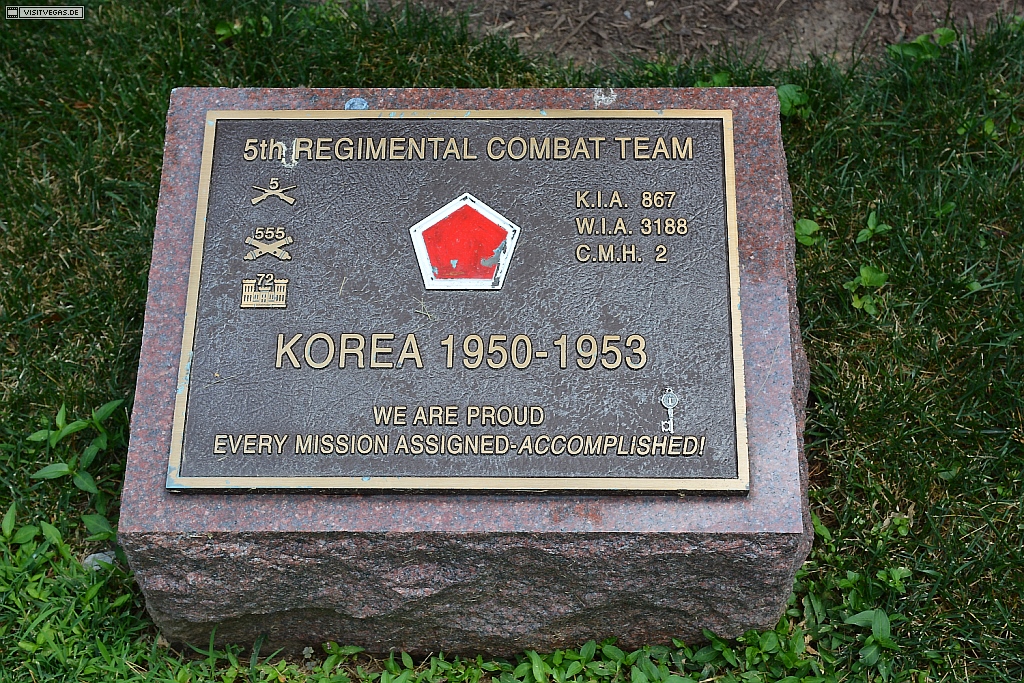 VISITVEGAS.DE
5th REGIMENTAL COMBAT TEAM
5
555
72
K.I.A. 867
W.I.A. 3188
C.M.H. 2
KOREA 1950-1953
WE ARE PROUD
EVERY MISSION ASSIGNED-ACCOMPLISHED!